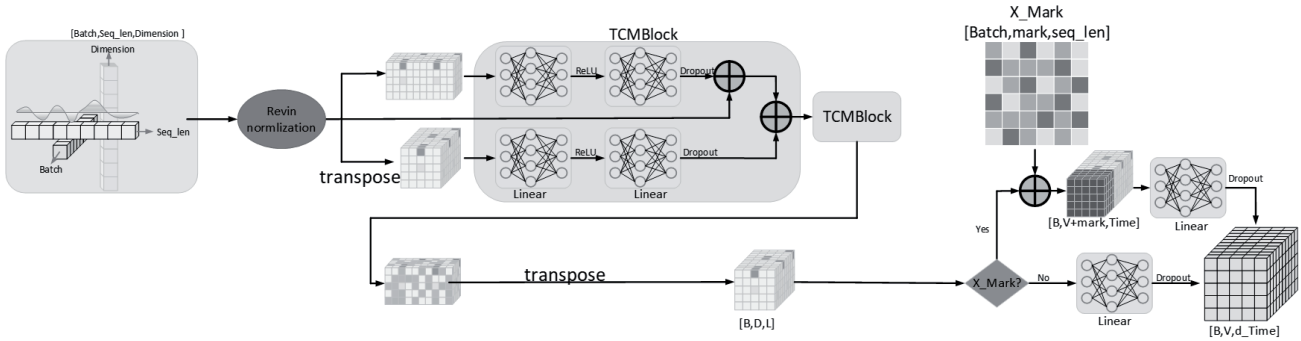 [Batch,Seq_len,Dimension ]
Dimension
Seq_len
Batch
Revin
normlization
transpose
TCMBlock
ReLU
Dropout
ReLU
Dropout
Linear
Linear
TCMBlock
transpose
[B,D,L]
X_Mark
[Batch,mark,seq_len]
[B,V+mark,Time]
Dropout
Linear
Yes
X_Mark?
No
Dropout
Linear
[B,V,d_Time]